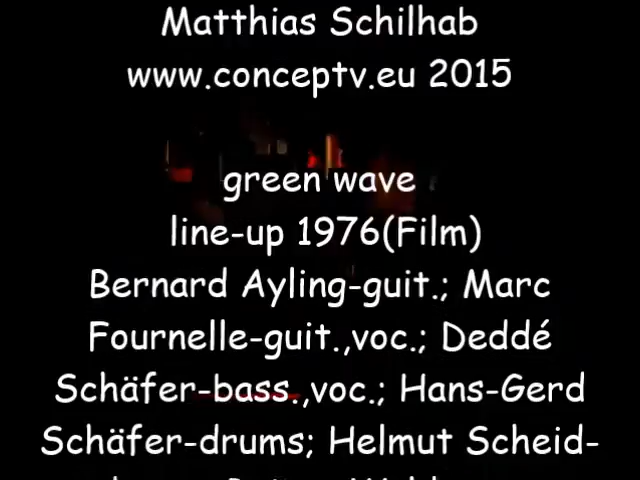 Matthias Schilhab
www.conceptv.eu 2015
green wave
line-up 1976(Film)
Bernard Ayling-guit.; Marc
Fournelle-guit.,voc.; Deddé
Schäfer-bass.,voc.; Hans-Gerd
Schäfer-drums; Helmut Scheid-